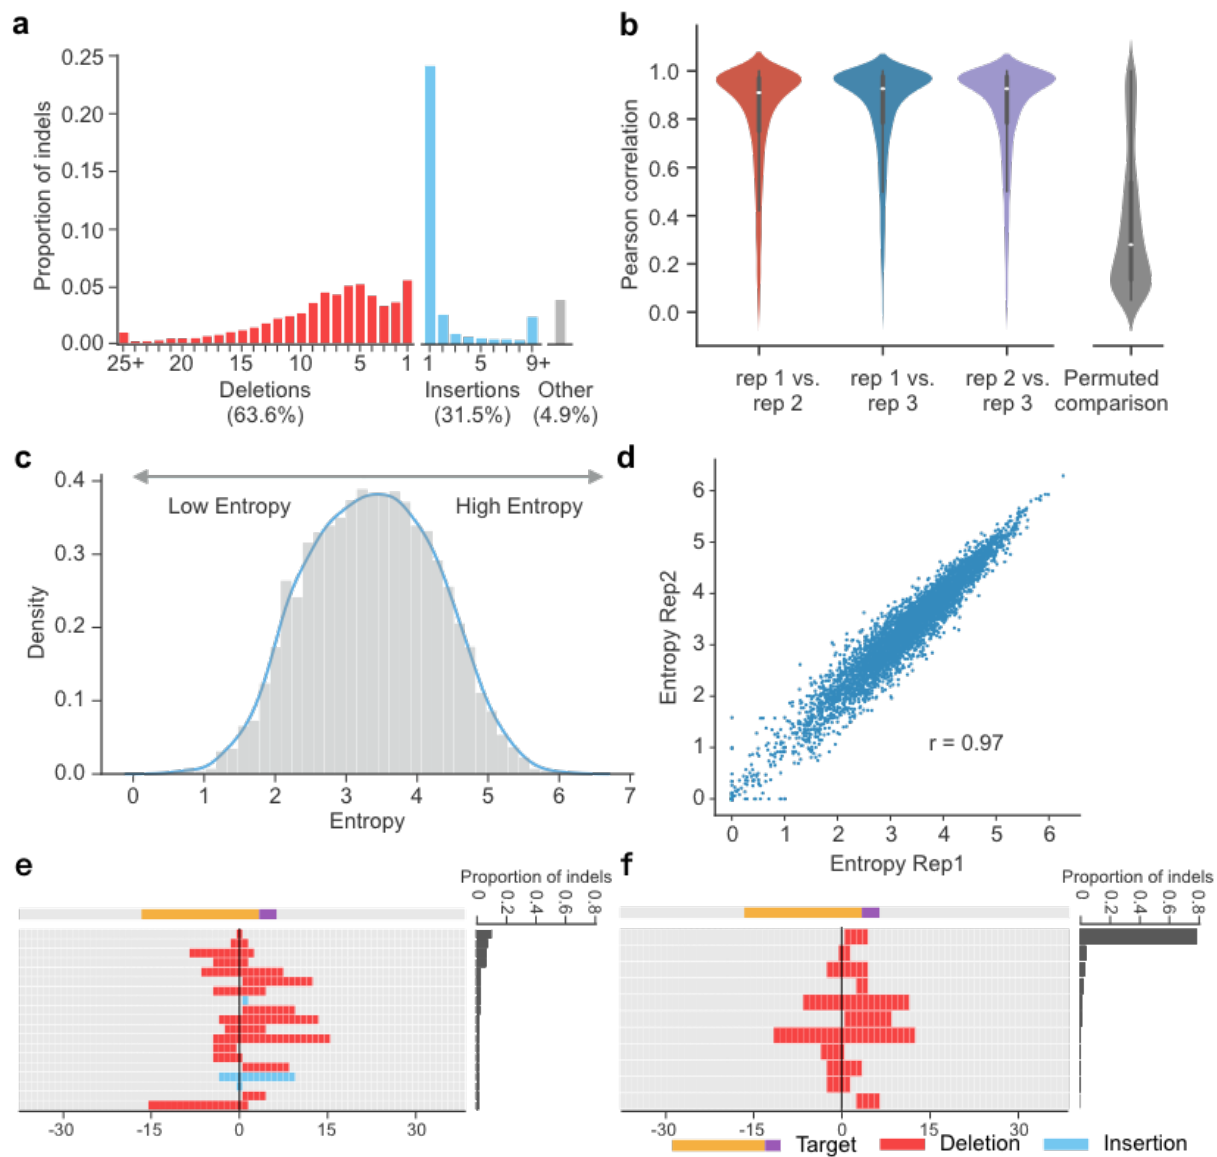 a
0.25
0.20
0.15
0.10
0.05
0.00
Proportion of indels
25+ 20 15 10 5 1 1 5 9+
Deletions Insertions Other
(63.6%) (31.5%) (4.9%)
b
1.0
0.8
0.6
0.4
0.2
0.0
Pearson correlation
rep 1 vs. rep 1 vs. rep 2 vs. Permuted
rep 2 rep 3 rep 3 comparison
c
0.4
0.3
0.2
0.1
0.0
Density
Low Entropy High Entropy
0 1 2 3 4 5 6 7
Entropy
d
6
5
4
3
2
1
0
Entropy Rep2
r = 0.97
0 1 2 3 4 5 6
Entropy Rep1
e
Proportion of indels
0 0.2 0.4 0.6 0.8
-30 -15 0 15 30
f
Proportion of indels
0 0.2 0.4 0.6 0.8
-30 -15 0 15 30
Target Deletion Insertion